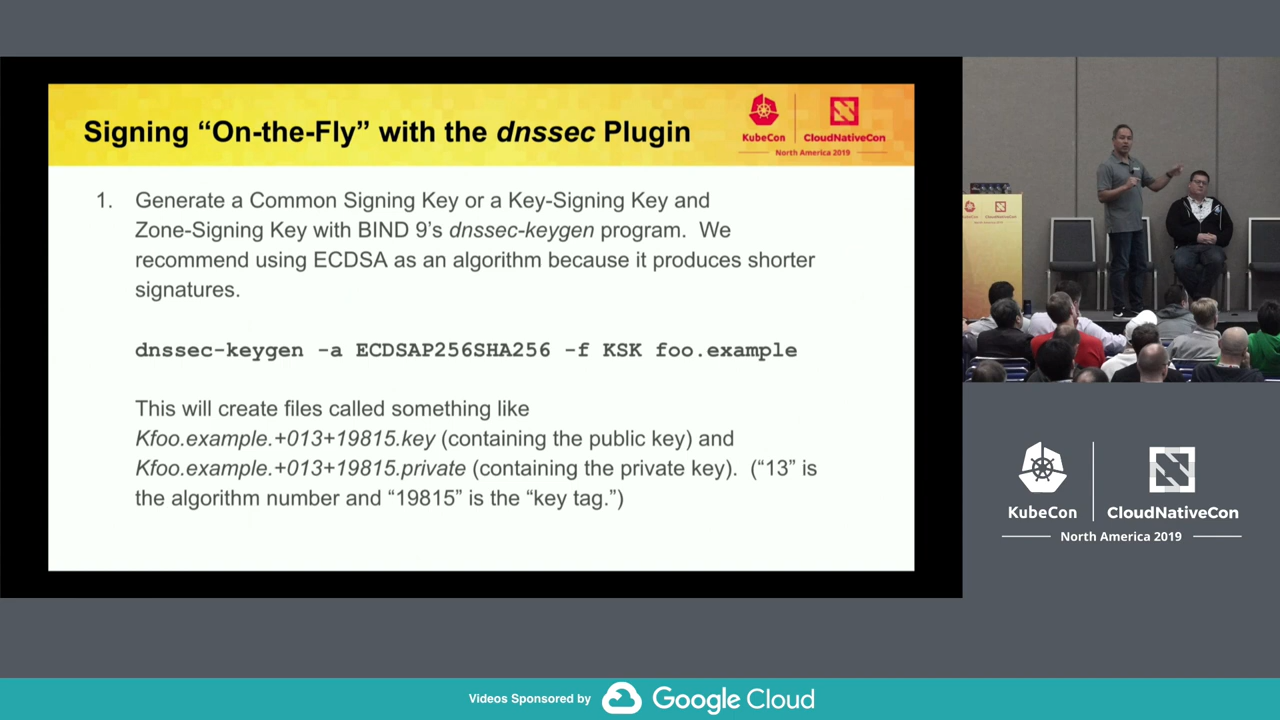 Signing “On-the-Fly” with the dnssec Plugin
KubeCon
CloudNativeCon
North America 2019
1. Generate a Common Signing Key or a Key-Signing Key and
Zone-Signing Key with BIND 9’s dnssec-keygen program. We
recommend using ECDSA as an algorithm because it produces shorter
signatures.
dnssec-keygen -a ECDSAP256SHA256 -f KSK foo.example
This will create files called something like
Kfoo.example.+013+19815.key (containing the public key) and
Kfoo.example.+013+19815.private (containing the private key). (“13” is
the algorithm number and “19815” is the “key tag.”)
KubeCon
CloudNativeCon
North America 2019
Videos Sponsored by
Google Cloud